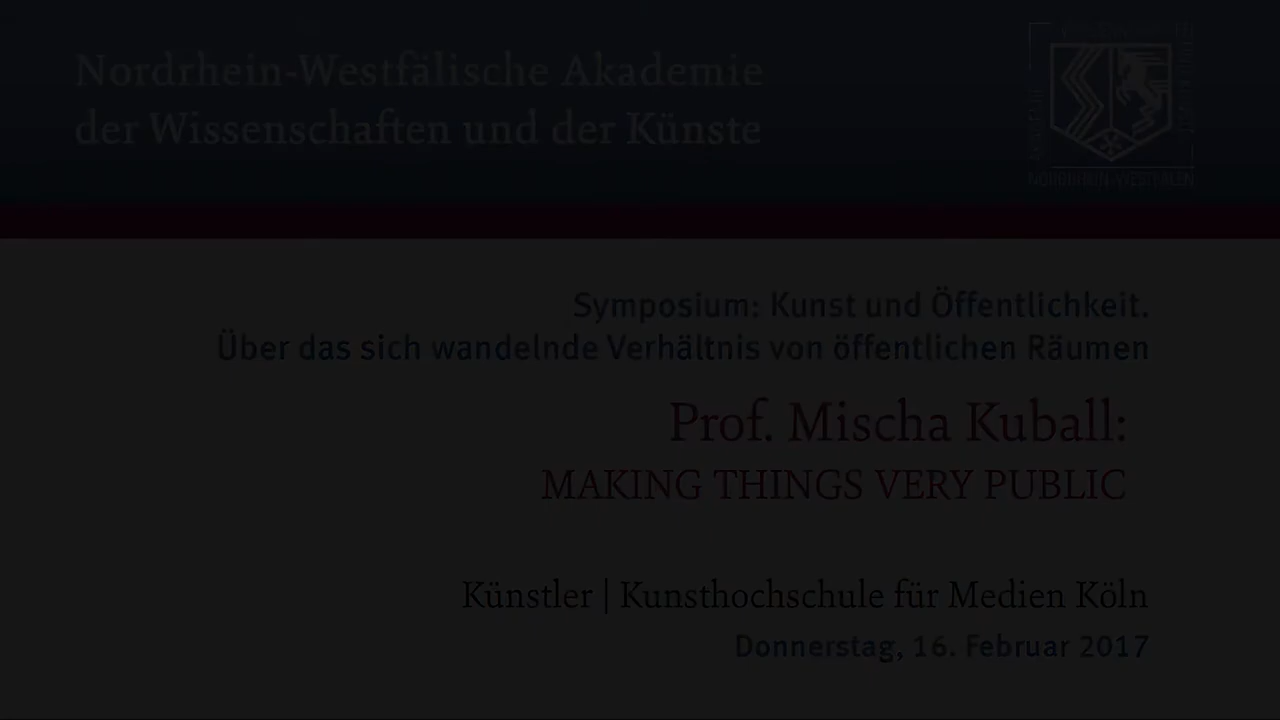 Nordrhein-Westfälische Akademie
der Wissenschaften und der Künste
NORDRHEIN-WESTFALEN
Symposium: Kunst und Öffentlichkeit.
Über das sich wandelnde Verhältnis von öffentlichen Räumen
Prof. Mischa Kuball:
MAKING THINGS VERY PUBLIC
Künstler | Kunsthochschule für Medien Köln
Donnerstag, 16. Februar 2017